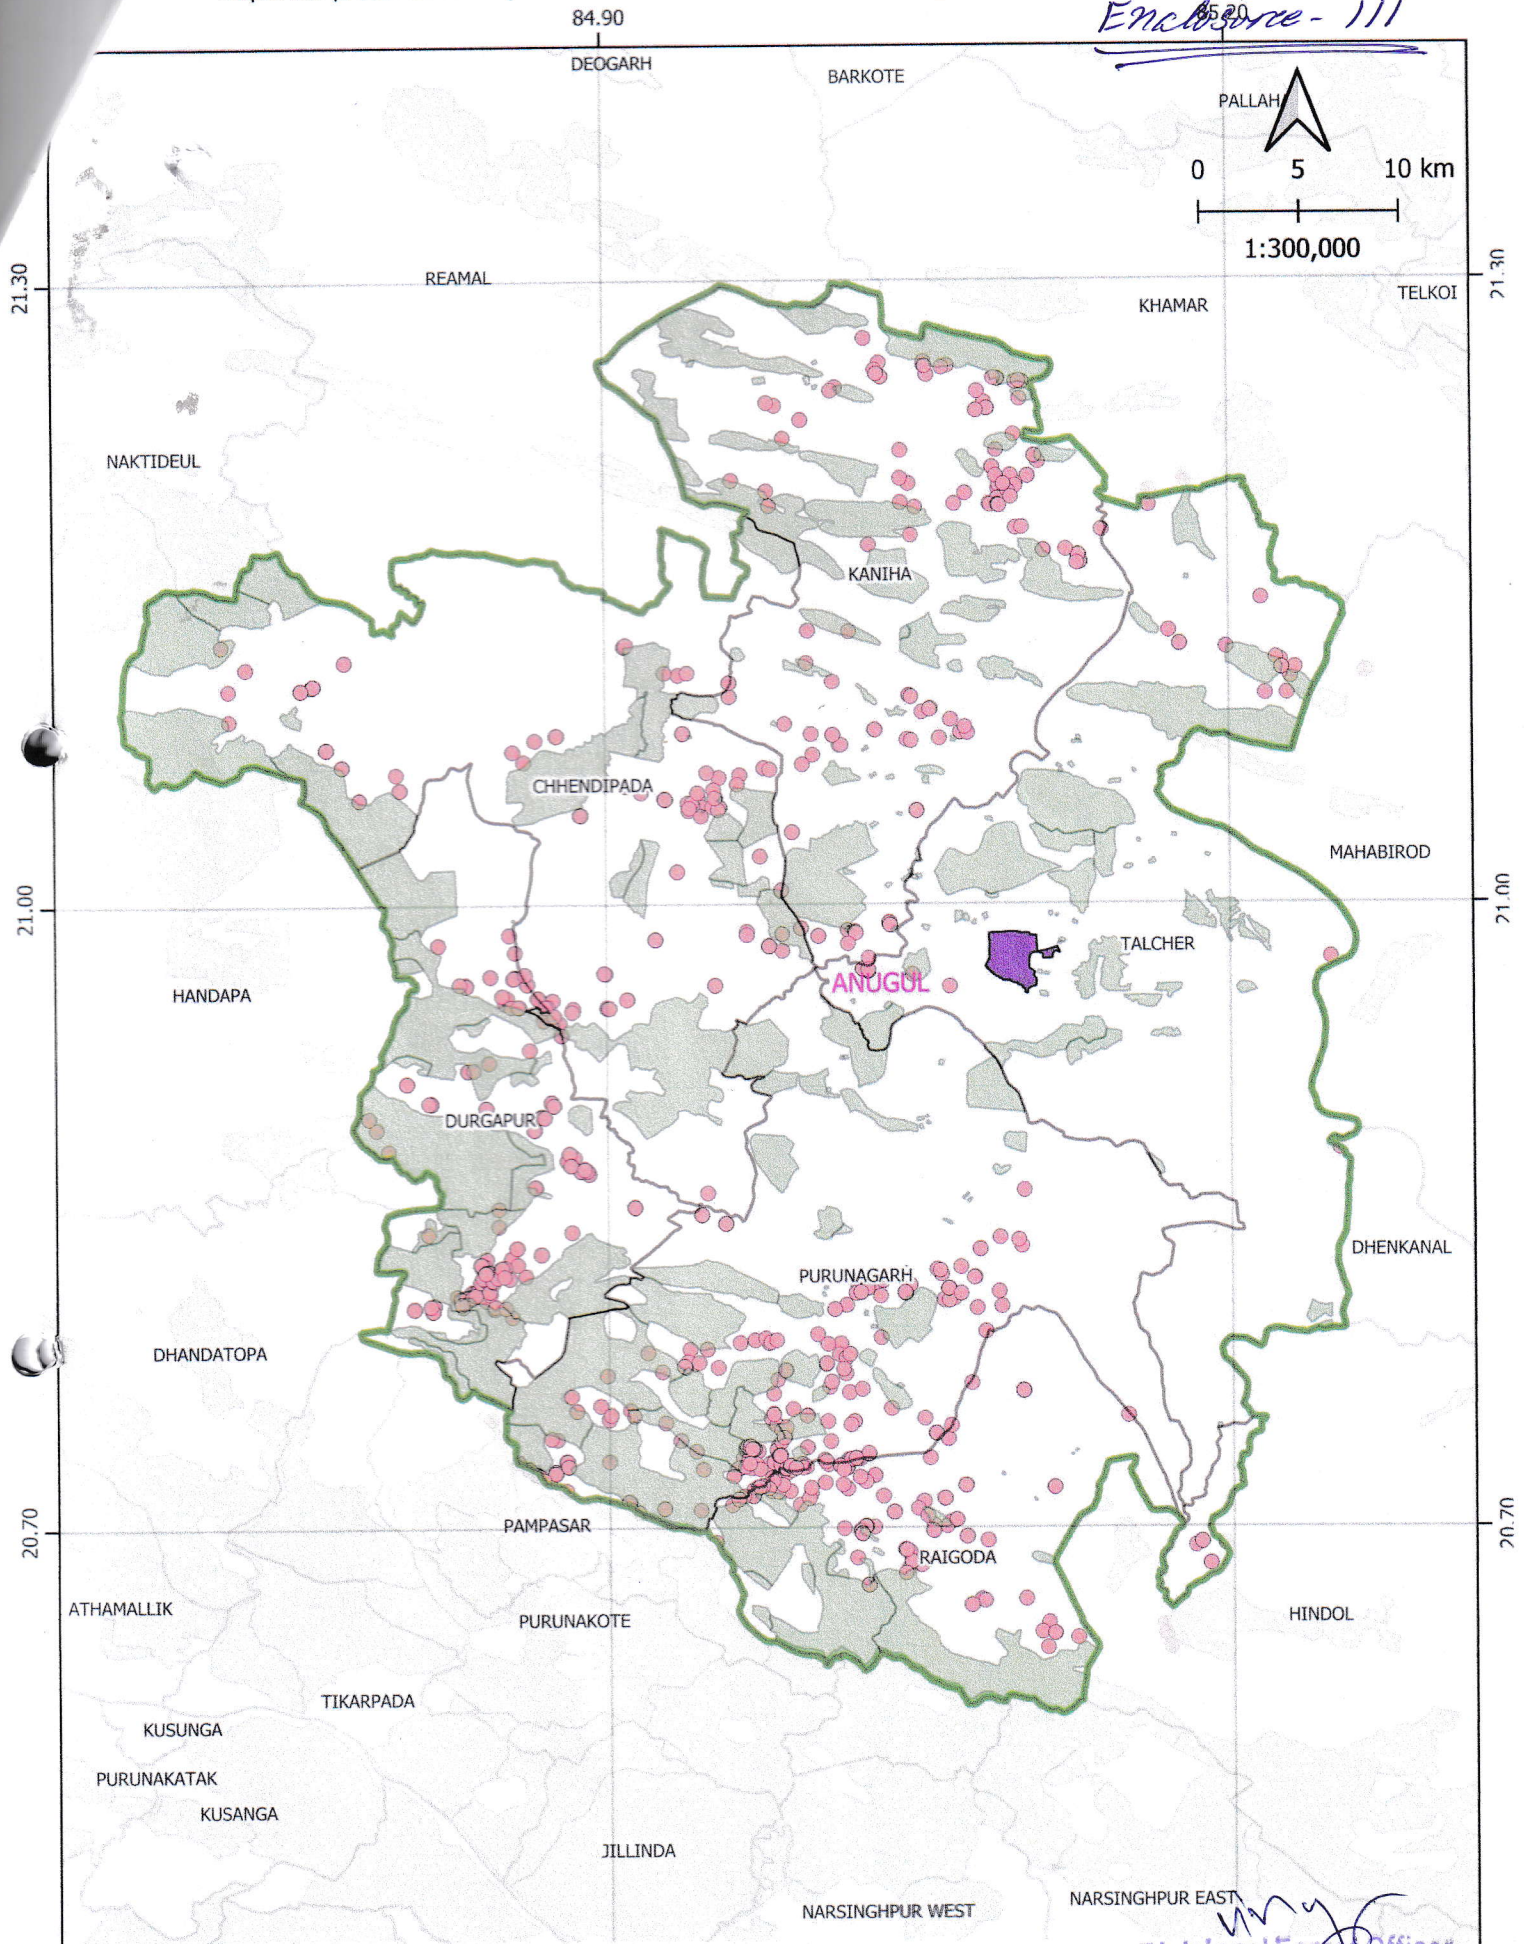 Enclosure - III
84.90
85.20
DEOGARH
BARKOTE
PALLAH
0 5 10 km
1:300,000
21.30
21.30
REAMAL
KHAMAR
TELKOI
NAKTIDEUL
KANIHA
CHHENDIPADA
MAHABIROD
21.00
21.00
TALCHER
HANDAPA
ANUGUL
DURGAPUR
DHENKANAL
PURUNAGARH
DHANDATOPA
20.70
20.70
PAMPASAR
RAIGODA
ATHAMALLIK
PURUNAKOTE
HINDOL
TIKARPADA
KUSUNGA
PURUNAKATAK
KUSANGA
JILLINDA
NARSINGHPUR EAST
NARSINGHPUR WEST
Officer